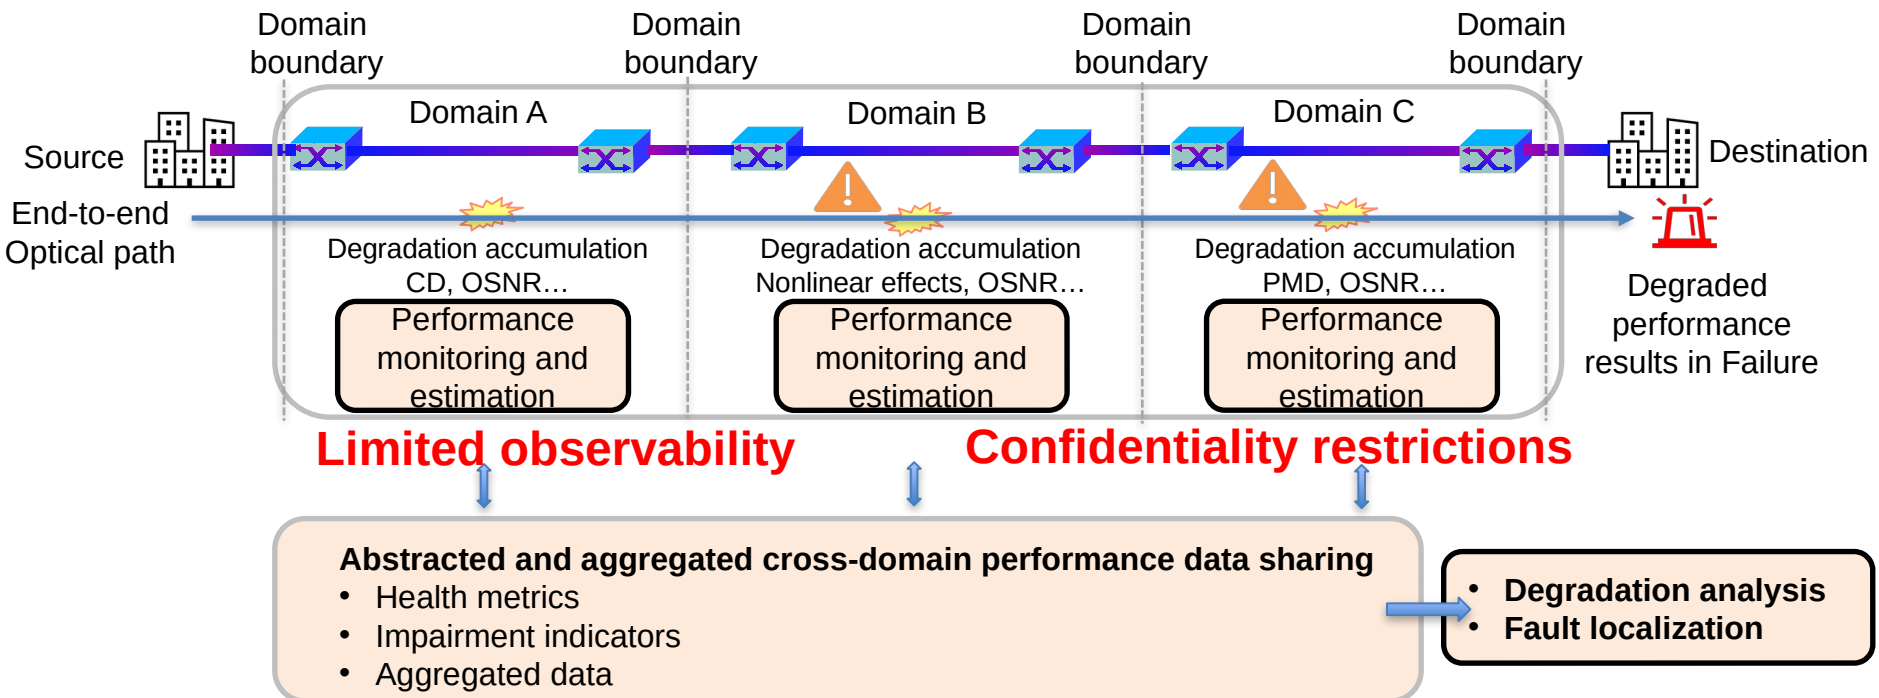 Domain
boundary
Domain
boundary
Domain
boundary
Domain
boundary
Domain A
Domain B
Domain C
Source
Destination
End-to-end
Optical path
Degradation accumulation
CD, OSNR…
Degradation accumulation
Nonlinear effects, OSNR…
Degradation accumulation
PMD, OSNR…
Performance
monitoring and
estimation
Performance
monitoring and
estimation
Performance
monitoring and
estimation
Degraded
performance
results in Failure
Limited observability
Confidentiality restrictions
Abstracted and aggregated cross-domain performance data sharing
• Health metrics
• Impairment indicators
• Aggregated data
• Degradation analysis
• Fault localization